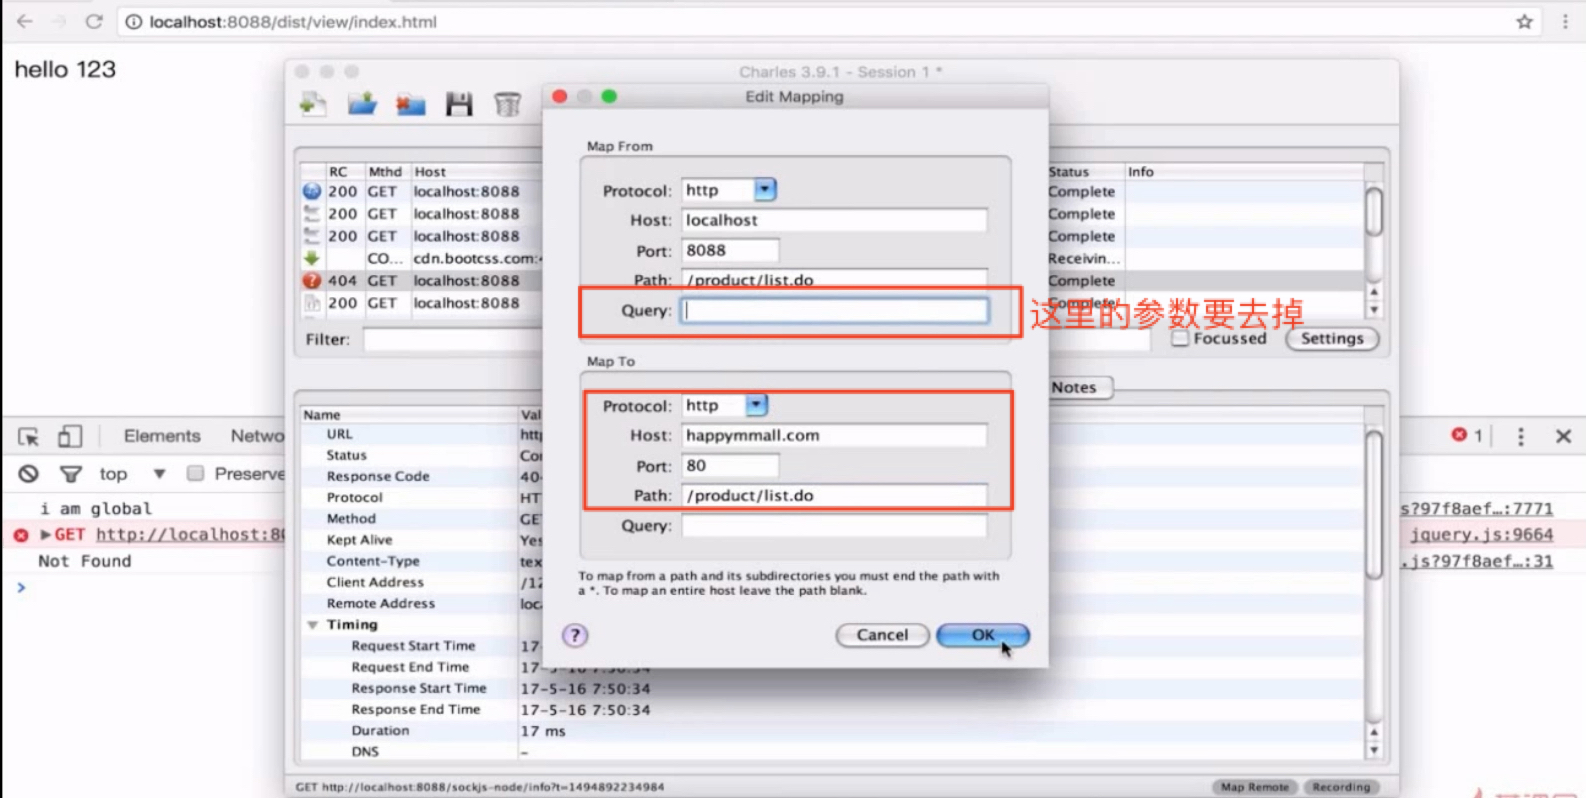 localhost:8088/dist/view/index.html
hello 123
Charles 3.9.1 - Session 1 *
Edit Mapping
Map From
Protocol: http
Host: localhost
Port: 8088
Path: /product/list.do
Query:
这里的参数要去掉
Map To
Protocol: http
Host: happymmall.com
Port: 80
Path: /product/list.do
Query:
To map from a path and its subdirectories you must end the path with
a *. To map an entire host leave the path blank.
?
Cancel OK
RC Mthd Host Status Info
200 GET localhost:8088 Complete
200 GET localhost:8088 Complete
200 GET localhost:8088 Complete
CO... cdn.bootcss.com: Receivin...
404 GET localhost:8088 Complete
200 GET localhost:8088 Complete
Filter: Focussed Settings
Notes
Name Val
URL htt
Status Co
Response Code 40
Protocol HT
Method GE
Kept Alive Yes
Content-Type tex
Client Address /12
Remote Address loc
Timing
Request Start Time 17
Request End Time 17-5-16 7:50:34
Response Start Time 17-5-16 7:50:34
Response End Time 17-5-16 7:50:34
Duration 17 ms
DNS –
GET http://localhost:8088/sockjs-node/info?t=1494892234984
Map Remote Recording
Elements Netwo 1
top Preserve
i am global s?97f8aef…:7771
GET http://localhost:80 jquery.js:9664
Not Found .js?97f8aef…:31
>